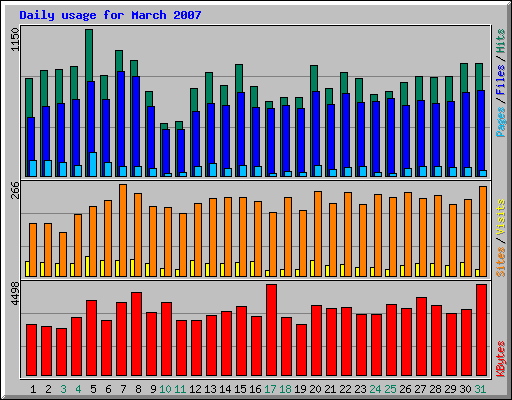 Daily usage for March 2007
1150
Pages / Files / Hits
266
Sites / Visits
4498
KBytes
1 2 3 4 5 6 7 8 9 10 11 12 13 14 15 16 17 18 19 20 21 22 23 24 25 26 27 28 29 30 31